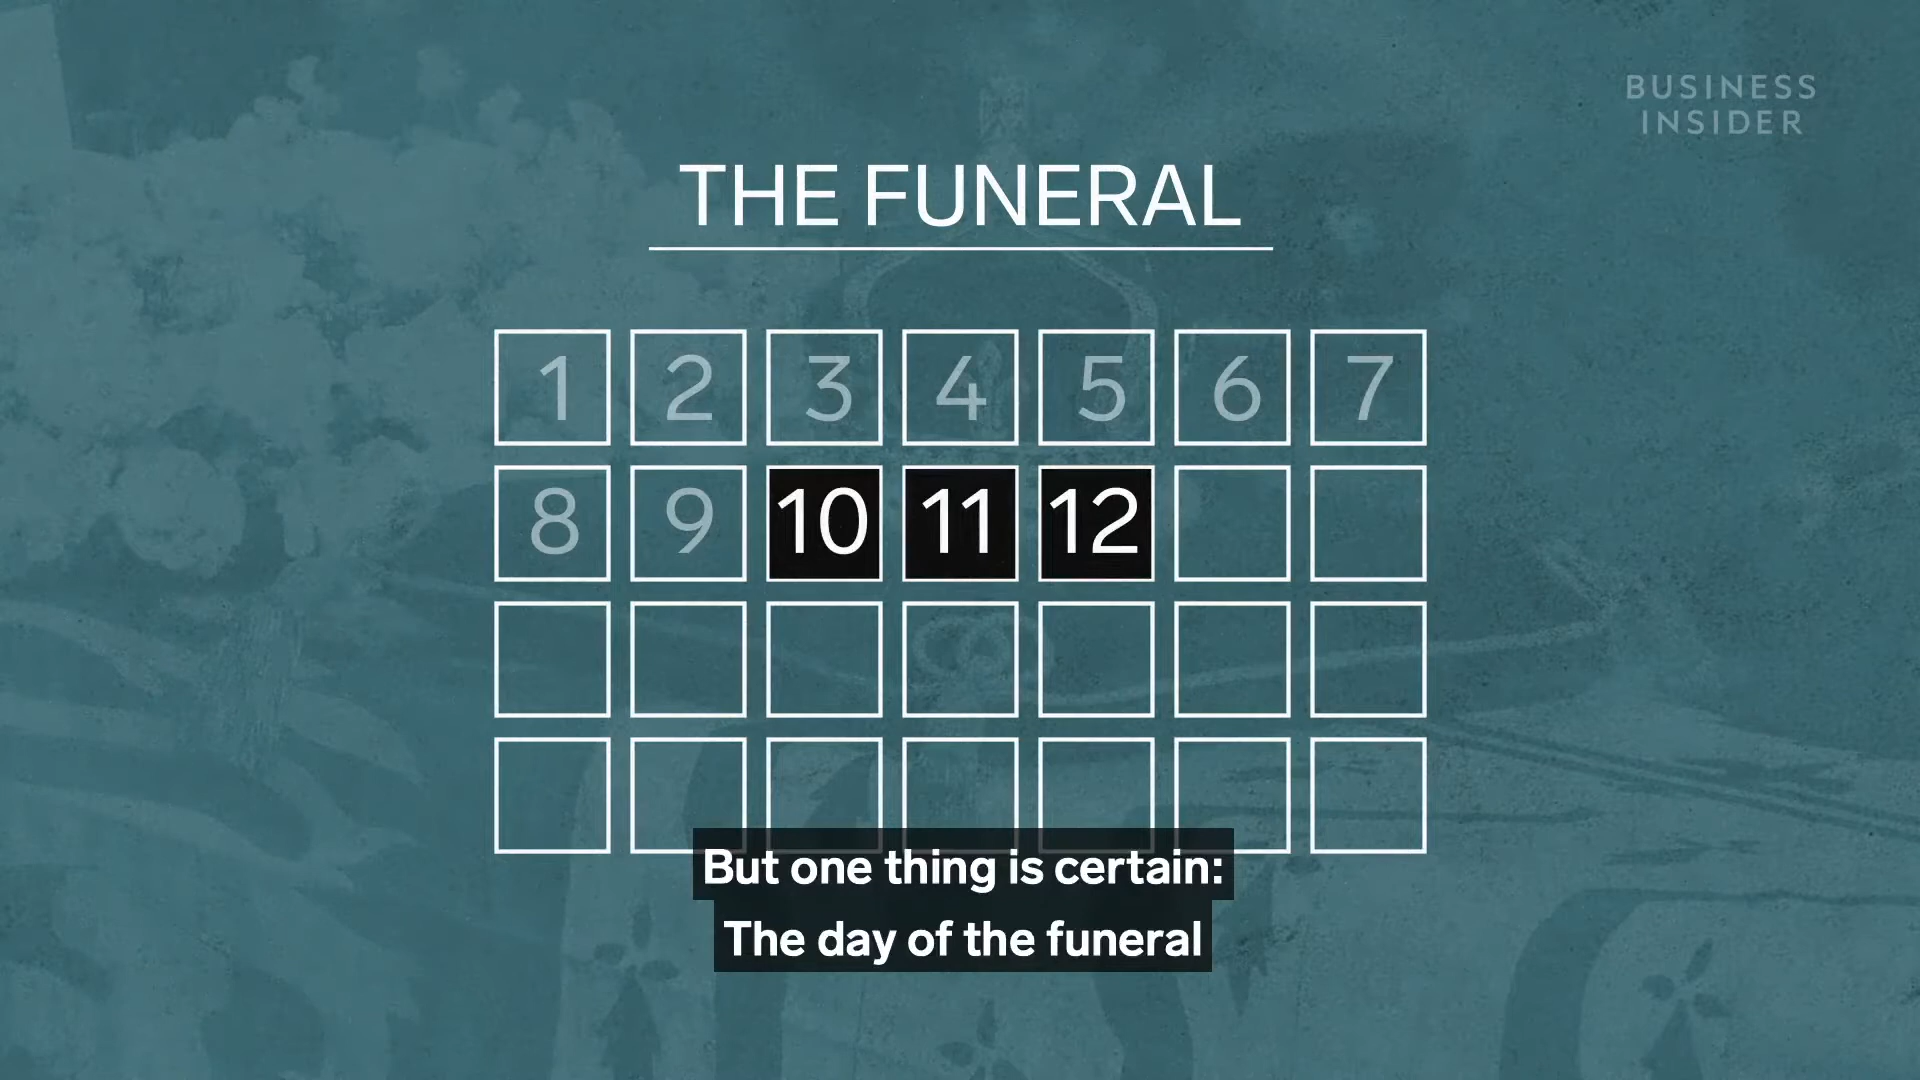 BUSINESS
INSIDER
THE FUNERAL
1 2 3 4 5 6 7
8 9 10 11 12
But one thing is certain:
The day of the funeral